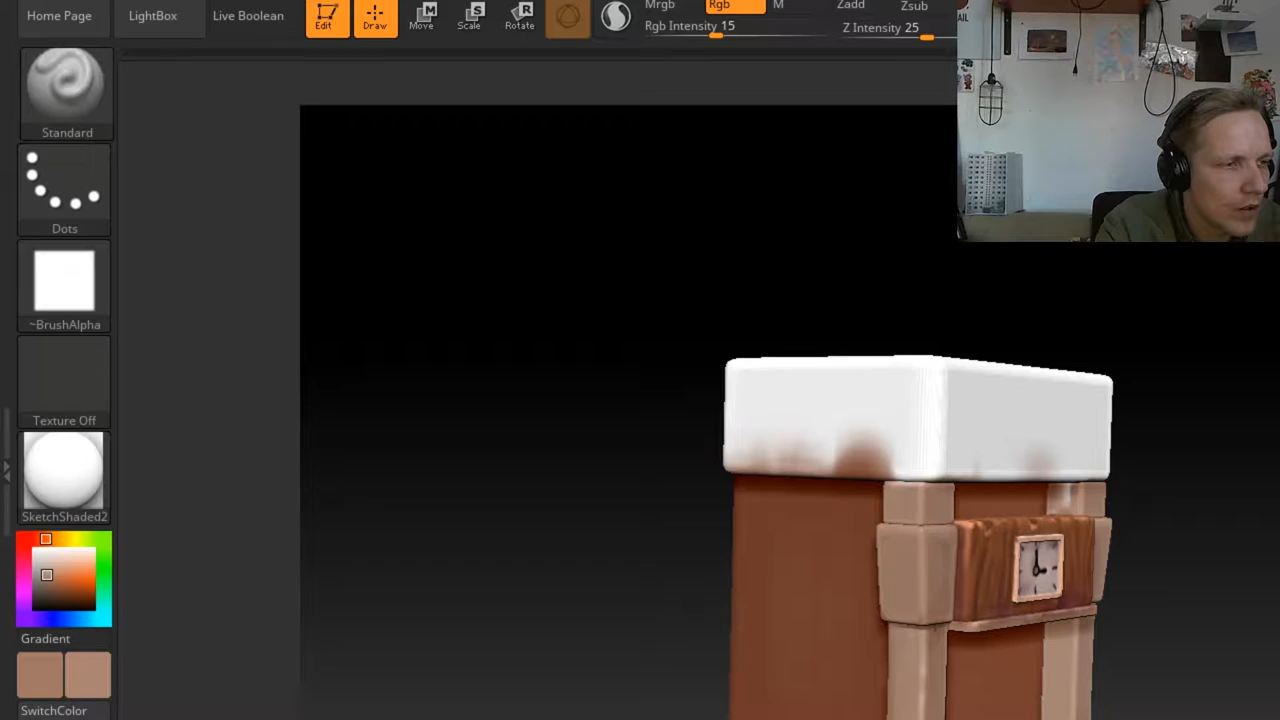 Home Page
LightBox
Live Boolean
Edit
Draw
Move
Scale
Rotate
Mrgb
Rgb
M
Zadd
Zsub
Rgb Intensity 15
Z Intensity 25
Standard
Dots
~BrushAlpha
Texture Off
SketchShaded2
Gradient
SwitchColor